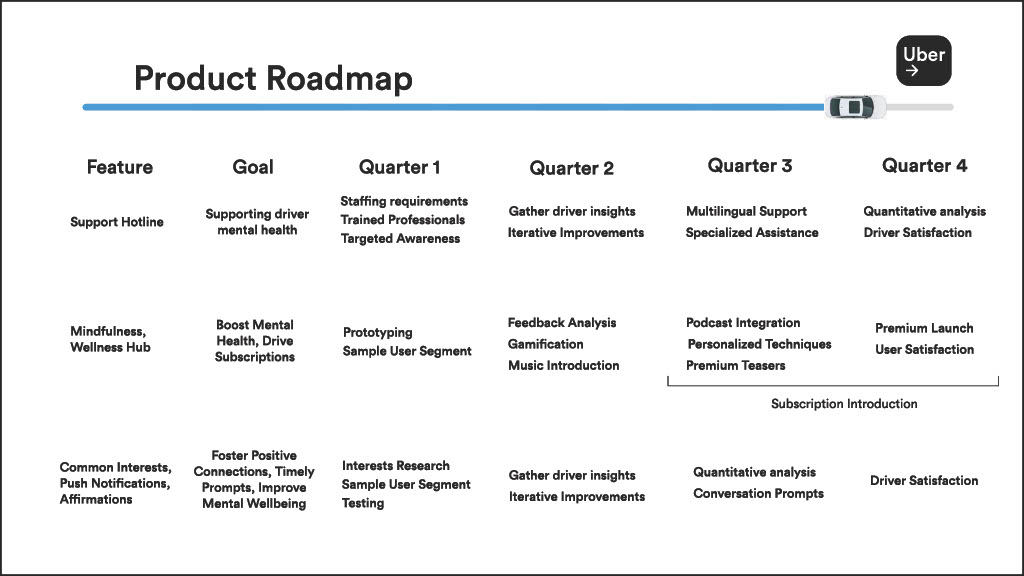 Uber
→
Product Roadmap
Feature
Goal
Quarter 1
Quarter 2
Quarter 3
Quarter 4
Support Hotline
Supporting driver
mental health
Staffing requirements
Trained Professionals
Targeted Awareness
Gather driver insights
Iterative Improvements
Multilingual Support
Specialized Assistance
Quantitative analysis
Driver Satisfaction
Mindfulness,
Wellness Hub
Boost Mental
Health, Drive
Subscriptions
Prototyping
Sample User Segment
Feedback Analysis
Gamification
Music Introduction
Podcast Integration
Personalized Techniques
Premium Teasers
Premium Launch
User Satisfaction
Subscription Introduction
Common Interests,
Push Notifications,
Affirmations
Foster Positive
Connections, Timely
Prompts, Improve
Mental Wellbeing
Interests Research
Sample User Segment
Testing
Gather driver insights
Iterative Improvements
Quantitative analysis
Conversation Prompts
Driver Satisfaction